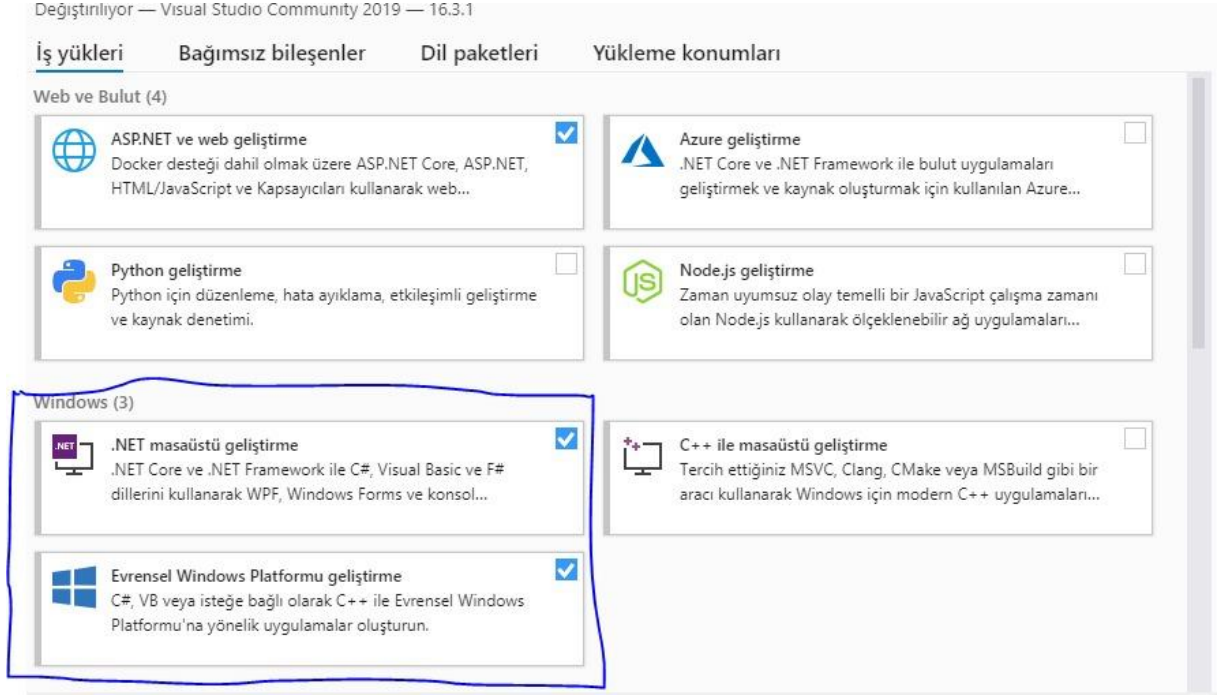 Değiştiriliyor — Visual Studio Community 2019 — 16.3.1
İş yükleri Bağımsız bileşenler Dil paketleri Yükleme konumları
Web ve Bulut (4)
ASP.NET ve web geliştirme
Docker desteği dahil olmak üzere ASP.NET Core, ASP.NET,
HTML/JavaScript ve Kapsayıcıları kullanarak web...
Azure geliştirme
.NET Core ve .NET Framework ile bulut uygulamaları
geliştirmek ve kaynak oluşturmak için kullanılan Azure...
Python geliştirme
Python için düzenleme, hata ayıklama, etkileşimli geliştirme
ve kaynak denetimi.
JS
Node.js geliştirme
Zaman uyumsuz olay temelli bir JavaScript çalışma zamanı
olan Node.js kullanarak ölçeklenebilir ağ uygulamaları...
Windows (3)
.NET
.NET masaüstü geliştirme
.NET Core ve .NET Framework ile C#, Visual Basic ve F#
dillerini kullanarak WPF, Windows Forms ve konsol...
C++ ile masaüstü geliştirme
Tercih ettiğiniz MSVC, Clang, CMake veya MSBuild gibi bir
aracı kullanarak Windows için modern C++ uygulamaları...
Evrensel Windows Platformu geliştirme
C#, VB veya isteğe bağlı olarak C++ ile Evrensel Windows
Platformu'na yönelik uygulamalar oluşturun.